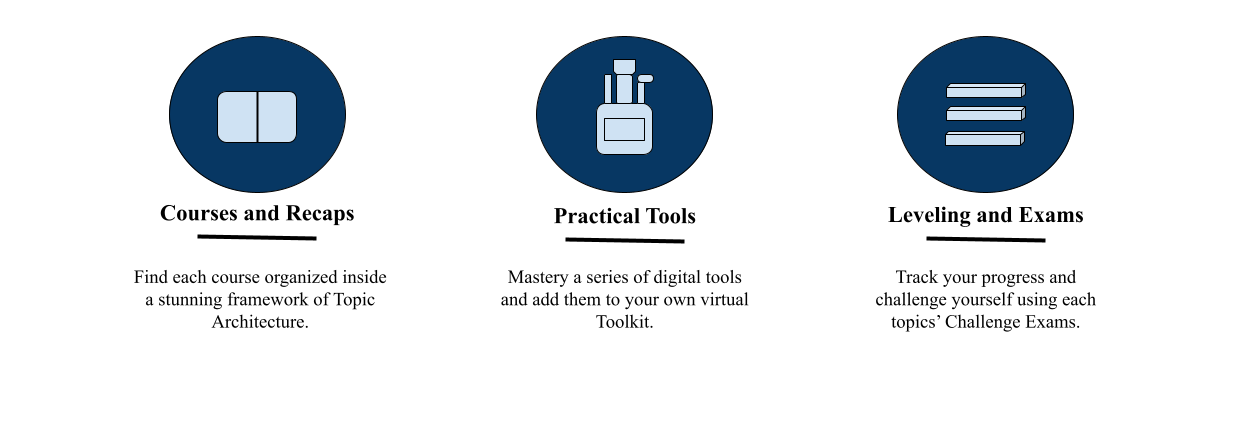 Courses and Recaps
Find each course organized inside
a stunning framework of Topic
Architecture.
Practical Tools
Mastery a series of digital tools
and add them to your own virtual
Toolkit.
Leveling and Exams
Track your progress and
challenge yourself using each
topics’ Challenge Exams.